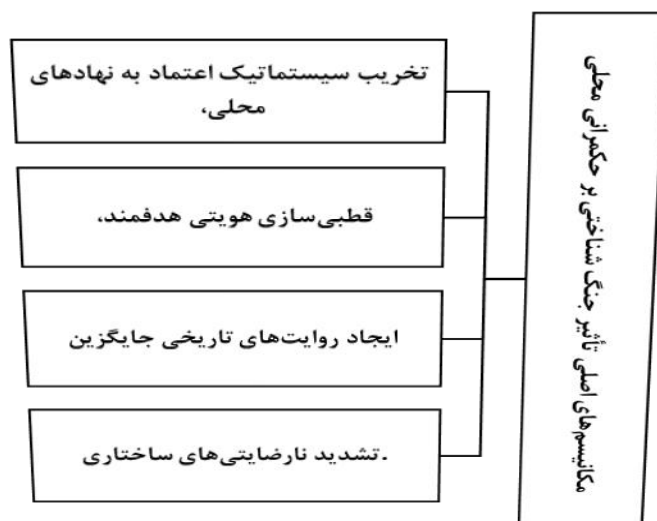 مکانیسم‌های اصلی تأثیر جنگ شناختی بر حکمرانی محلی
تخریب سیستماتیک اعتماد به نهادهای
محلی،
قطبی‌سازی هویتی هدفمند،
ایجاد روایت‌های تاریخی جایگزین
.تشدید نارضایتی‌های ساختاری